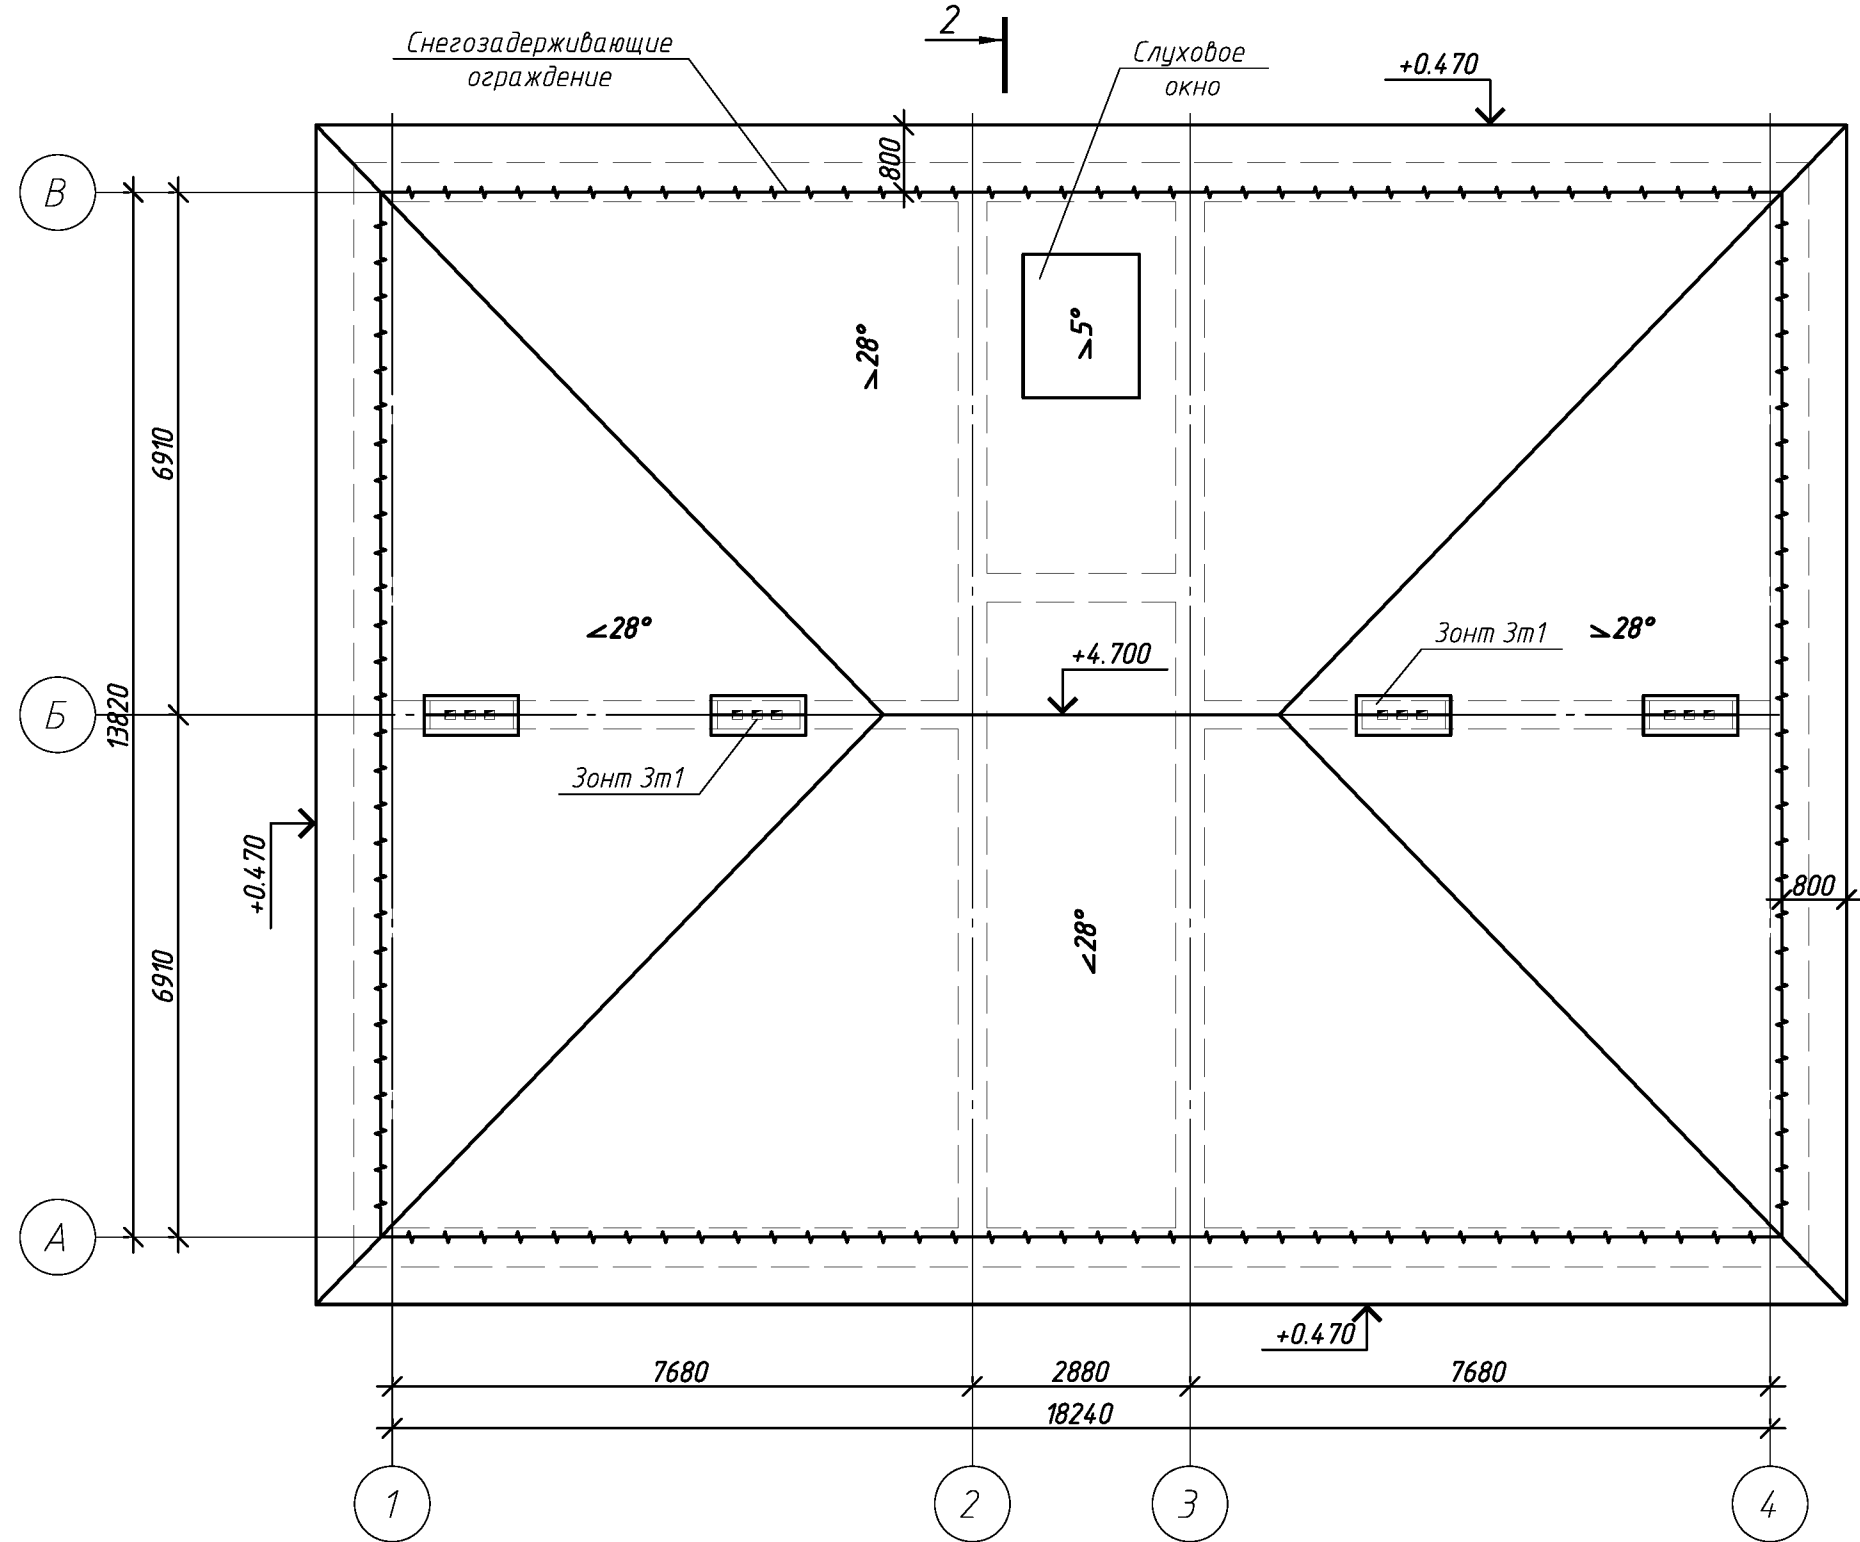 2
Снегозадерживающие
ограждение
Слуховое
окно
+0.470
800
В
28°
5°
6910
28°
Зонт Зт1
28°
+4.700
Б
13820
Зонт Зт1
+0.470
800
28°
6910
А
+0.470
7680
2880
7680
18240
1
2
3
4